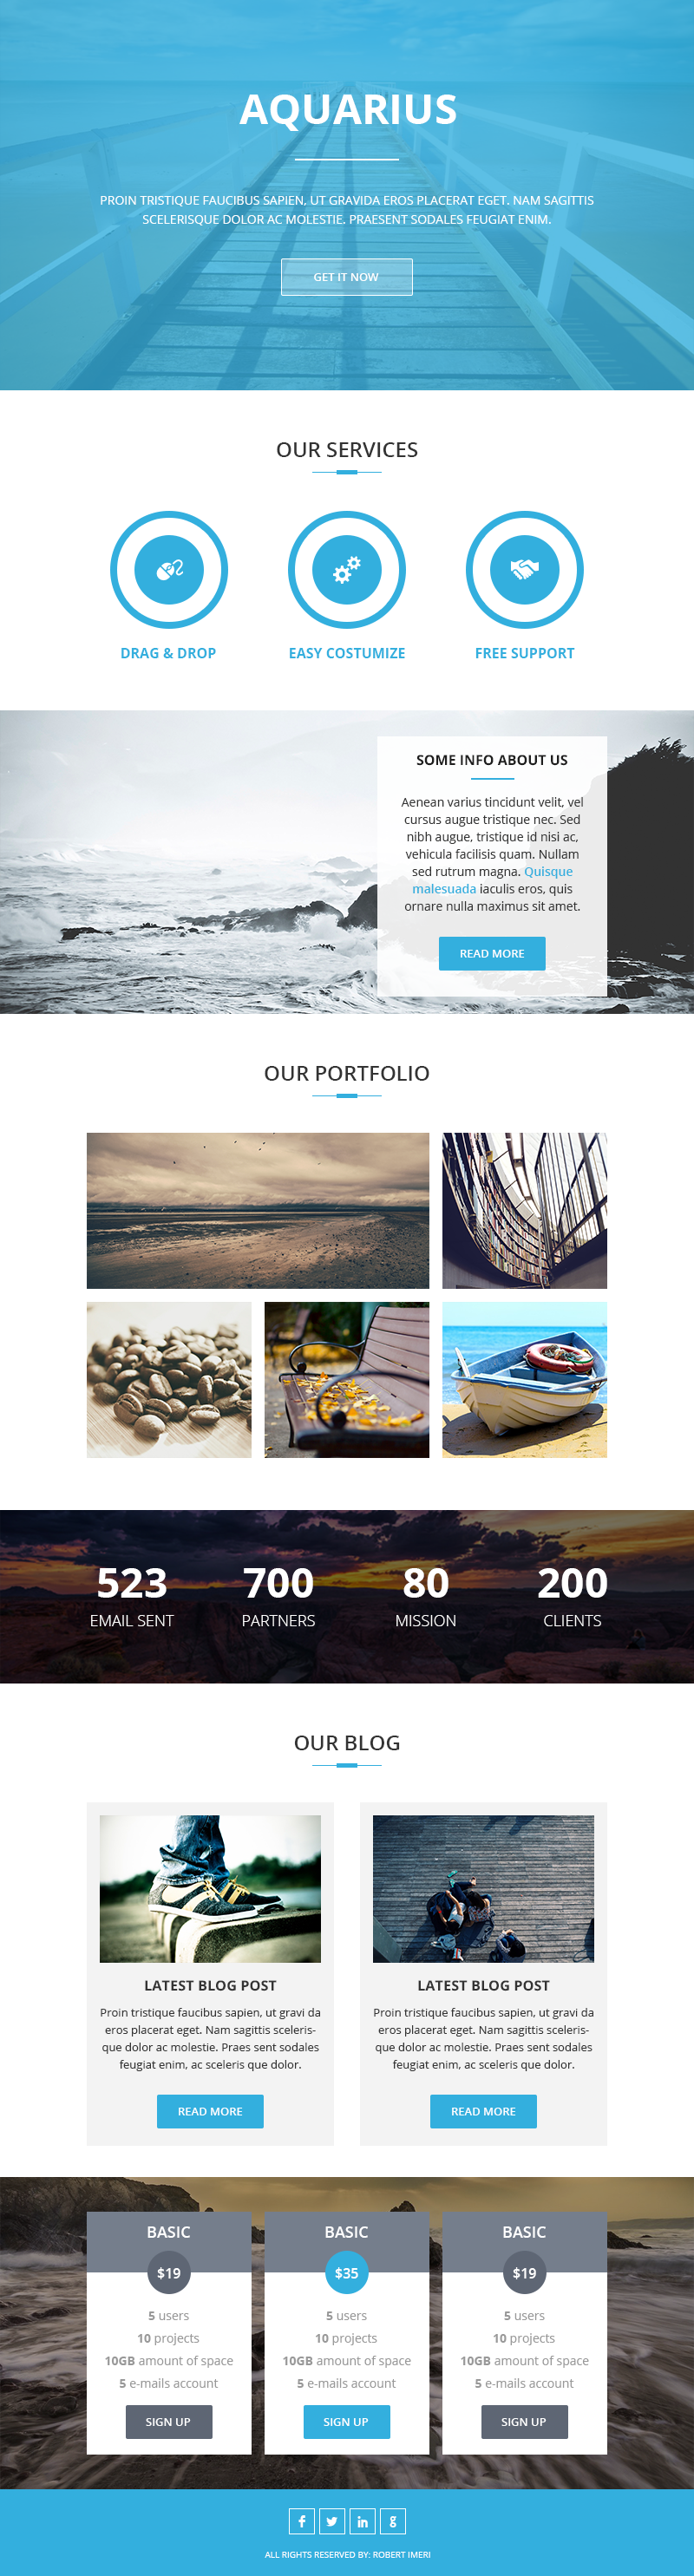 AQUARIUS
PROIN TRISTIQUE FAUCIBUS SAPIEN, UT GRAVIDA EROS PLACERAT EGET. NAM SAGITTIS
SCELERISQUE DOLOR AC MOLESTIE. PRAESENT SODALES FEUGIAT ENIM.
GET IT NOW
OUR SERVICES
DRAG & DROP
EASY COSTUMIZE
FREE SUPPORT
SOME INFO ABOUT US
Aenean varius tincidunt velit, vel
cursus augue tristique nec. Sed
nibh augue, tristique id nisi ac,
vehicula facilisis quam. Nullam
sed rutrum magna. Quisque
malesuada iaculis eros, quis
ornare nulla maximus sit amet.
READ MORE
OUR PORTFOLIO
523
EMAIL SENT
700
PARTNERS
80
MISSION
200
CLIENTS
OUR BLOG
LATEST BLOG POST
Proin tristique faucibus sapien, ut gravi da
eros placerat eget. Nam sagittis sceleris-
que dolor ac molestie. Praes sent sodales
feugiat enim, ac sceleris que dolor.
READ MORE
LATEST BLOG POST
Proin tristique faucibus sapien, ut gravi da
eros placerat eget. Nam sagittis sceleris-
que dolor ac molestie. Praes sent sodales
feugiat enim, ac sceleris que dolor.
READ MORE
BASIC
$19
5 users
10 projects
10GB amount of space
5 e-mails account
SIGN UP
BASIC
$35
5 users
10 projects
10GB amount of space
5 e-mails account
SIGN UP
BASIC
$19
5 users
10 projects
10GB amount of space
5 e-mails account
SIGN UP
ALL RIGHTS RESERVED BY: ROBERT IMERI